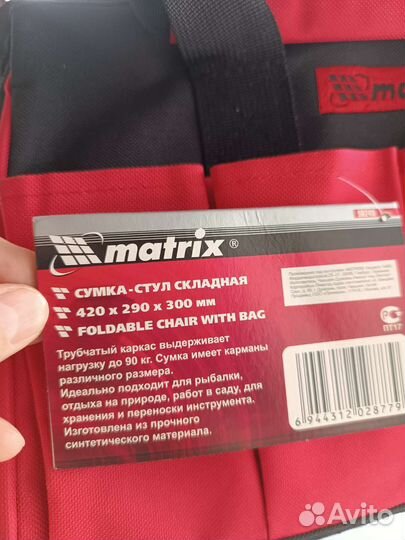 matrix®
СУМКА-СТУЛ СКЛАДНАЯ
420 x 290 x 300 мм
FOLDABLE CHAIR WITH BAG
Трубчатый каркас выдерживает
нагрузку до 90 кг. Сумка имеет карманы
различного размера.
Идеально подходит для рыбалки,
отдыха на природе, работ в саду, для
хранения и переноски инструмента.
Изготовлена из прочного
синтетического материала.
ПТ17
6 944312 028779
Avito